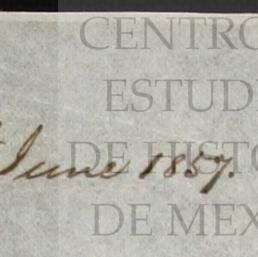 CENTRO
ESTUD
June 1857.
DE HISTO
DE MEX